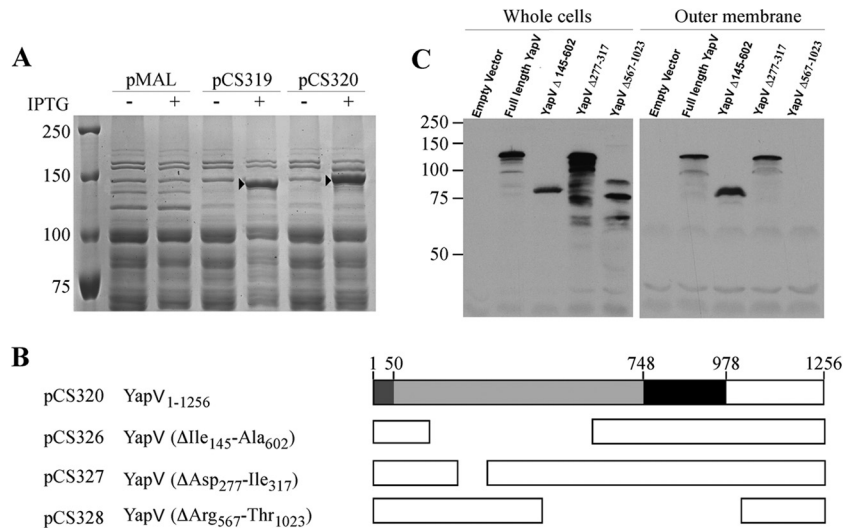 A
pMAL pCS319 pCS320
IPTG - + - + - +
250
150
100
75
C
Whole cells Outer membrane
Empty Vector
Full length YapV
YapV Δ 145-602
YapV Δ277-317
YapV Δ567-1023
Empty Vector
Full length YapV
YapV Δ 145-602
YapV Δ277-317
YapV Δ567-1023
250
150
100
75
50
B
1 50 748 978 1256
pCS320 YapV1-1256
pCS326 YapV (ΔIle145-Ala602)
pCS327 YapV (ΔAsp277-Ile317)
pCS328 YapV (ΔArg567-Thr1023)